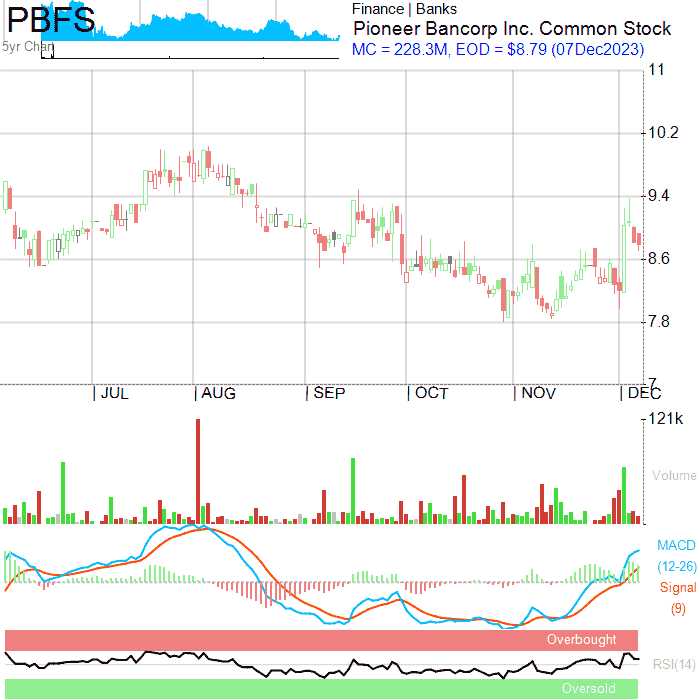 PBFS
5yr Chart
Finance | Banks
Pioneer Bancorp Inc. Common Stock
MC = 228.3M, EOD = $8.79 (07Dec2023)
11
10.2
9.4
8.6
7.8
7
JUL
AUG
SEP
OCT
NOV
DEC
121k
Volume
MACD
(12-26)
Signal
(9)
Overbought
RSI(14)
Oversold